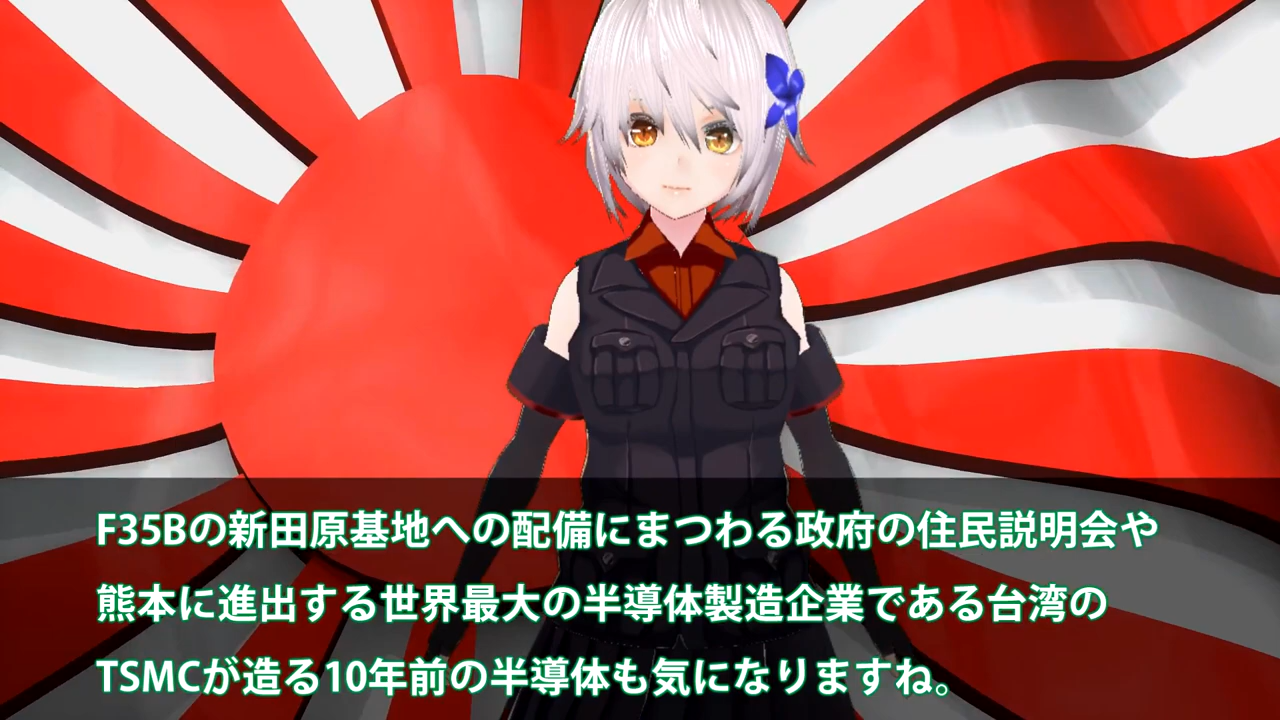 F35Bの新田原基地への配備にまつわる政府の住民説明会や
熊本に進出する世界最大の半導体製造企業である台湾の
TSMCが造る10年前の半導体も気になりますね。